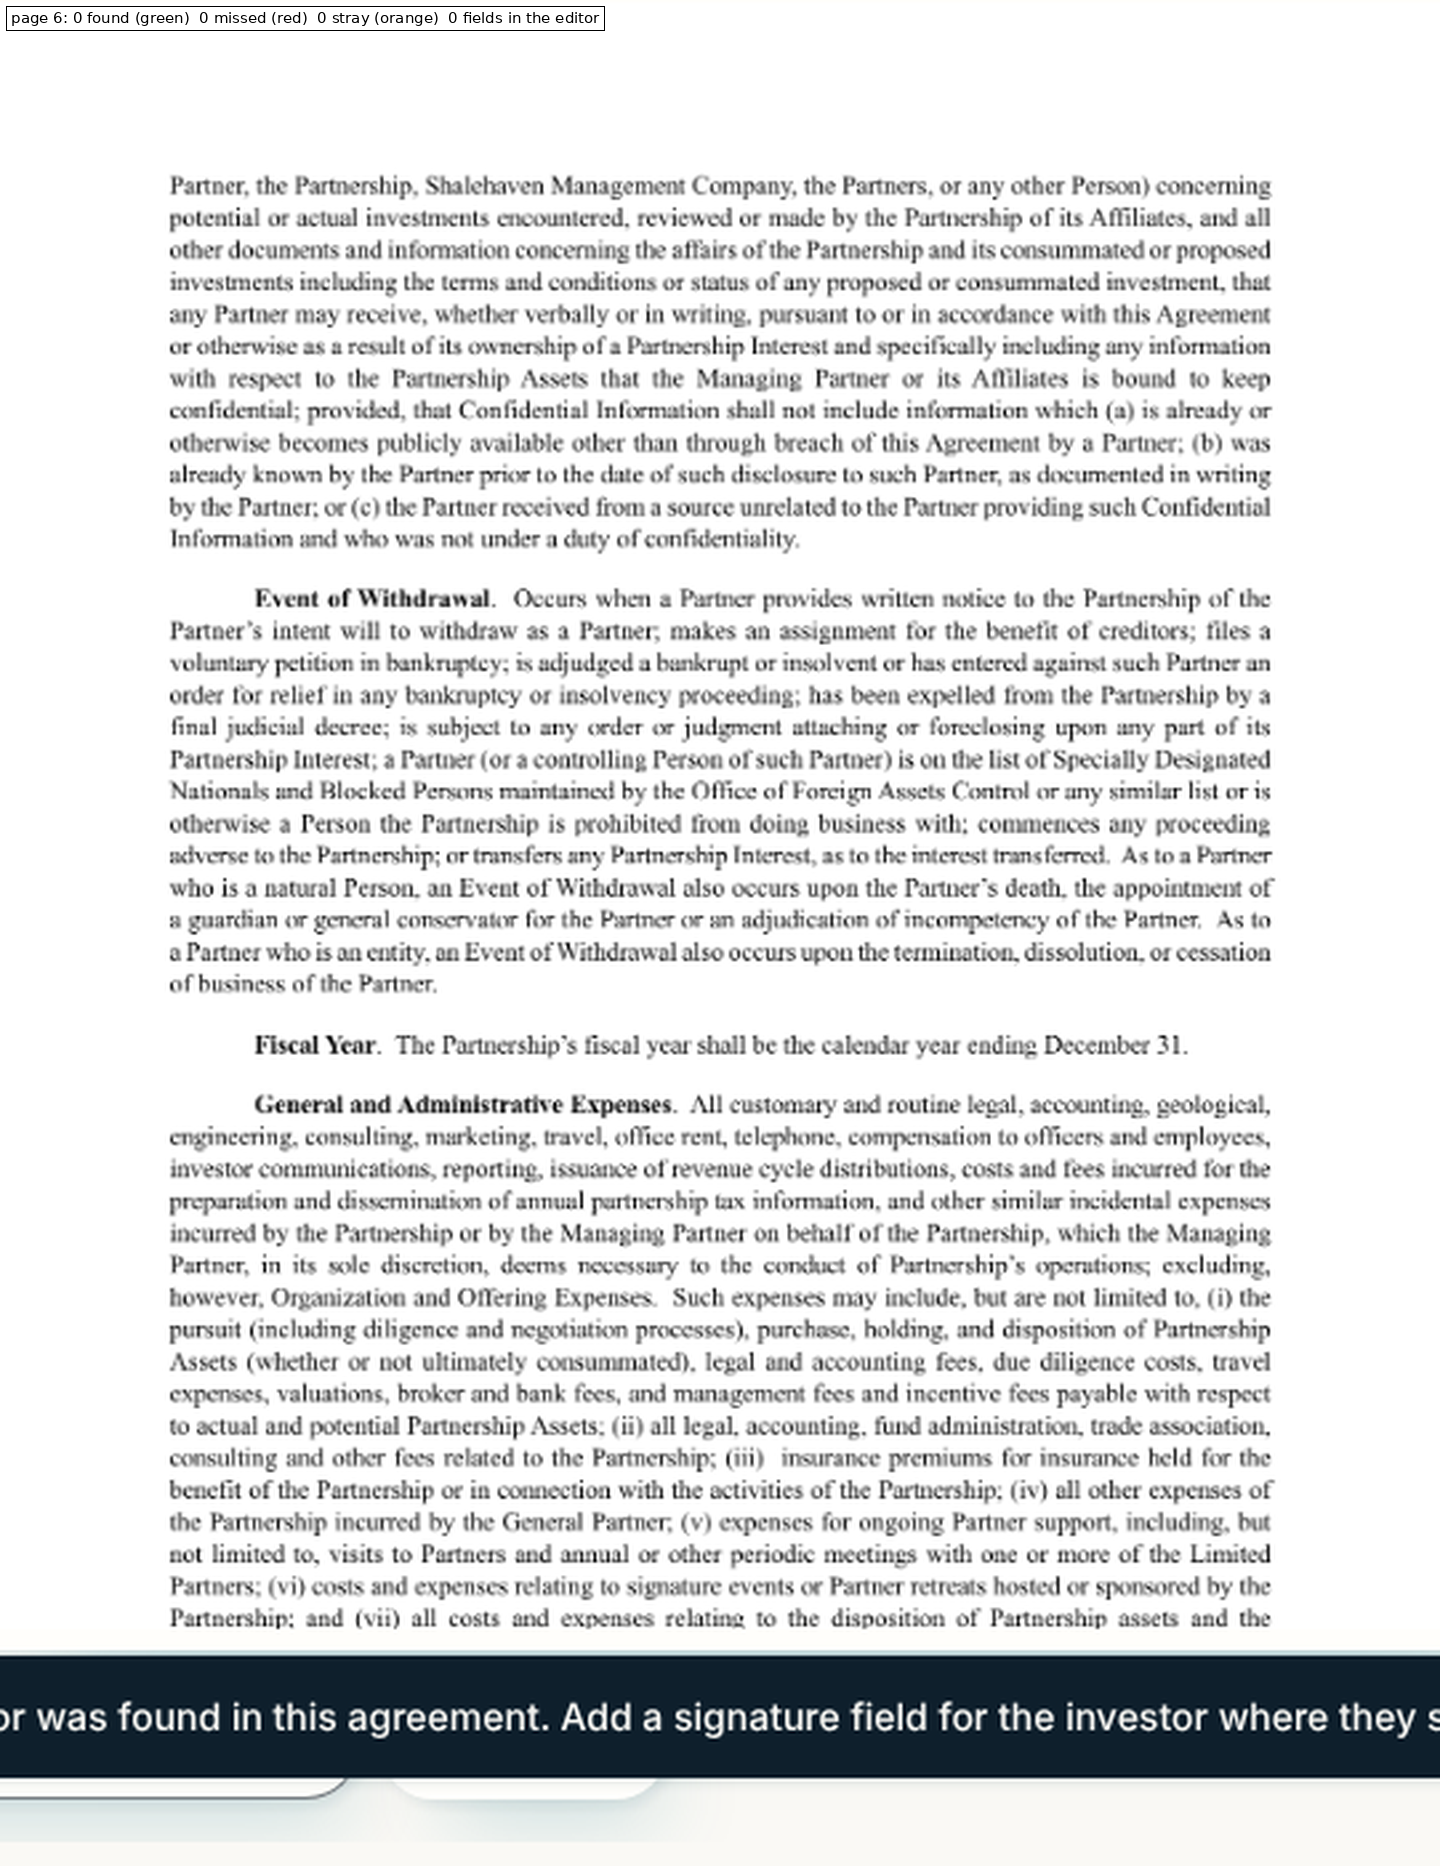 page 6: 0 found (green)  0 missed (red)  0 stray (orange)  0 fields in the editor
Partner, the Partnership, Shalehaven Management Company, the Partners, or any other Person) concerning
potential or actual investments encountered, reviewed or made by the Partnership of its Affiliates, and all
other documents and information concerning the affairs of the Partnership and its consummated or proposed
investments including the terms and conditions or status of any proposed or consummated investment, that
any Partner may receive, whether verbally or in writing, pursuant to or in accordance with this Agreement
or otherwise as a result of its ownership of a Partnership Interest and specifically including any information
with respect to the Partnership Assets that the Managing Partner or its Affiliates is bound to keep
confidential; provided, that Confidential Information shall not include information which (a) is already or
otherwise becomes publicly available other than through breach of this Agreement by a Partner; (b) was
already known by the Partner prior to the date of such disclosure to such Partner, as documented in writing
by the Partner; or (c) the Partner received from a source unrelated to the Partner providing such Confidential
Information and who was not under a duty of confidentiality.
Event of Withdrawal.  Occurs when a Partner provides written notice to the Partnership of the
Partner’s intent will to withdraw as a Partner; makes an assignment for the benefit of creditors; files a
voluntary petition in bankruptcy; is adjudged a bankrupt or insolvent or has entered against such Partner an
order for relief in any bankruptcy or insolvency proceeding; has been expelled from the Partnership by a
final judicial decree; is subject to any order or judgment attaching or foreclosing upon any part of its
Partnership Interest; a Partner (or a controlling Person of such Partner) is on the list of Specially Designated
Nationals and Blocked Persons maintained by the Office of Foreign Assets Control or any similar list or is
otherwise a Person the Partnership is prohibited from doing business with; commences any proceeding
adverse to the Partnership; or transfers any Partnership Interest, as to the interest transferred.  As to a Partner
who is a natural Person, an Event of Withdrawal also occurs upon the Partner’s death, the appointment of
a guardian or general conservator for the Partner or an adjudication of incompetency of the Partner.  As to
a Partner who is an entity, an Event of Withdrawal also occurs upon the termination, dissolution, or cessation
of business of the Partner.
Fiscal Year.  The Partnership’s fiscal year shall be the calendar year ending December 31.
General and Administrative Expenses.  All customary and routine legal, accounting, geological,
engineering, consulting, marketing, travel, office rent, telephone, compensation to officers and employees,
investor communications, reporting, issuance of revenue cycle distributions, costs and fees incurred for the
preparation and dissemination of annual partnership tax information, and other similar incidental expenses
incurred by the Partnership or by the Managing Partner on behalf of the Partnership, which the Managing
Partner, in its sole discretion, deems necessary to the conduct of Partnership’s operations; excluding,
however, Organization and Offering Expenses.  Such expenses may include, but are not limited to, (i) the
pursuit (including diligence and negotiation processes), purchase, holding, and disposition of Partnership
Assets (whether or not ultimately consummated), legal and accounting fees, due diligence costs, travel
expenses, valuations, broker and bank fees, and management fees and incentive fees payable with respect
to actual and potential Partnership Assets; (ii) all legal, accounting, fund administration, trade association,
consulting and other fees related to the Partnership; (iii)  insurance premiums for insurance held for the
benefit of the Partnership or in connection with the activities of the Partnership; (iv) all other expenses of
the Partnership incurred by the General Partner; (v) expenses for ongoing Partner support, including, but
not limited to, visits to Partners and annual or other periodic meetings with one or more of the Limited
Partners; (vi) costs and expenses relating to signature events or Partner retreats hosted or sponsored by the
Partnership; and (vii) all costs and expenses relating to the disposition of Partnership assets and the
or was found in this agreement. Add a signature field for the investor where they s